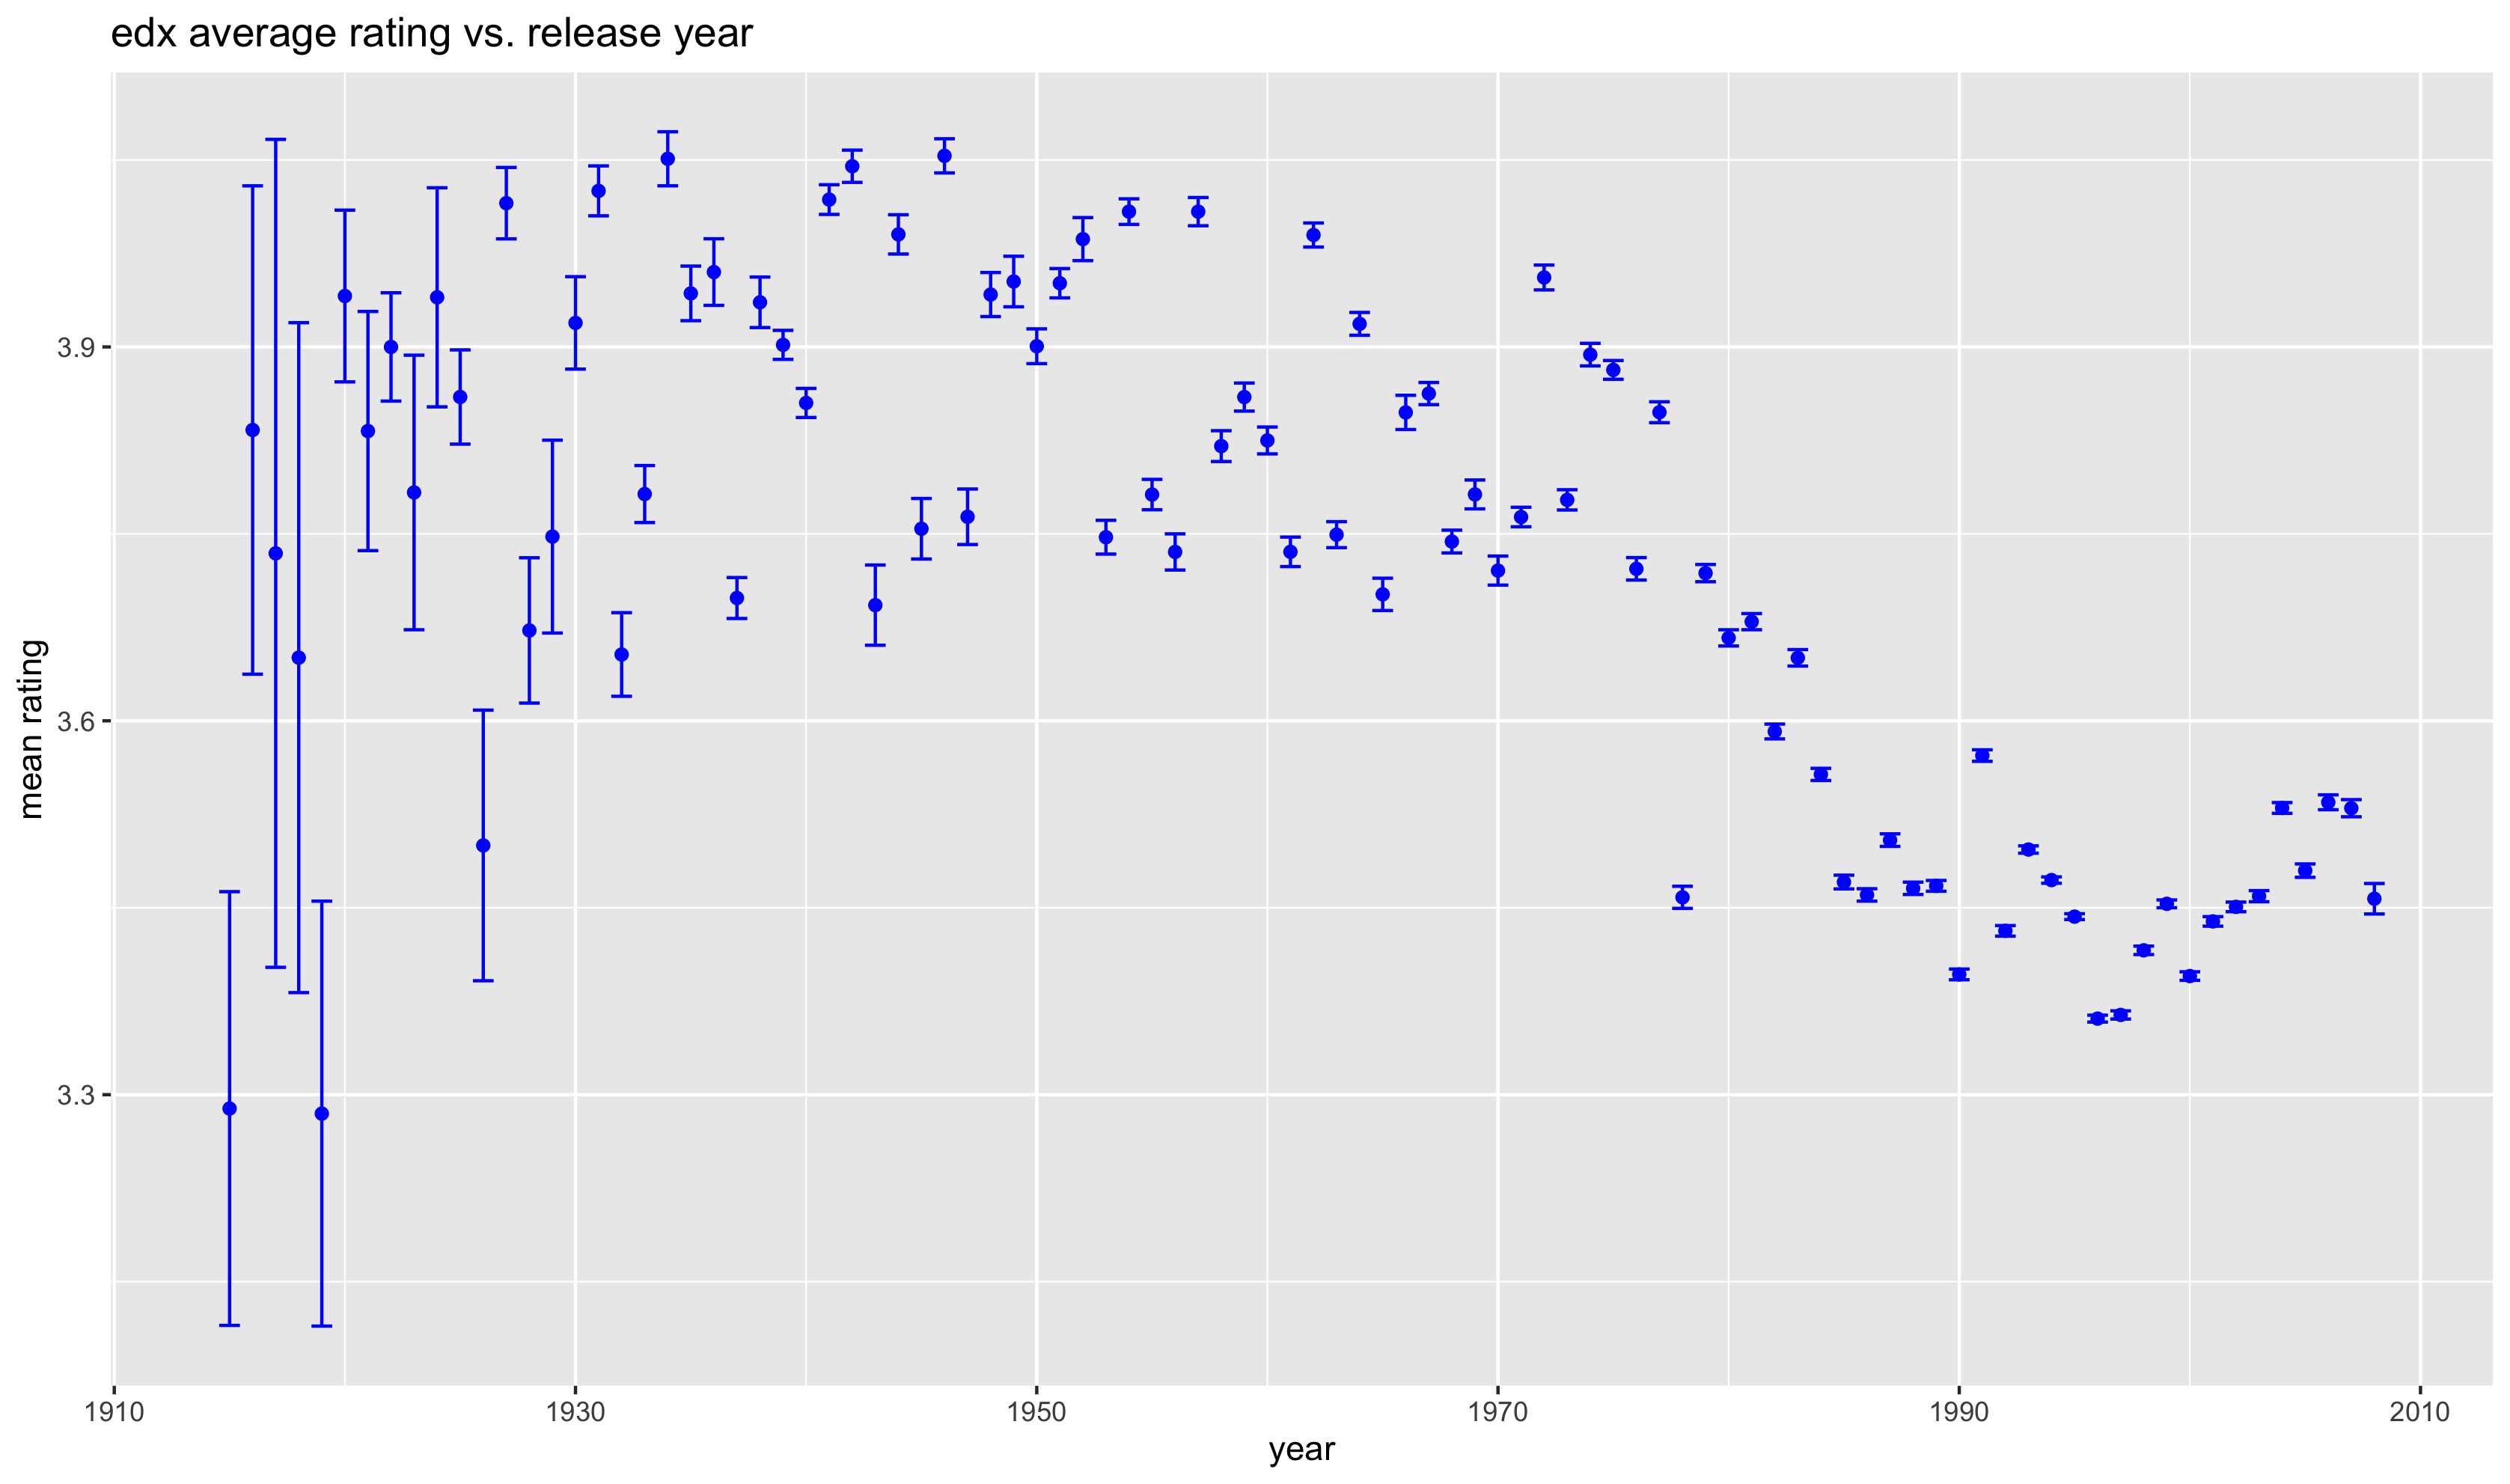 edx average rating vs. release year
mean rating
3.9
3.6
3.3
1910 1930 1950 1970 1990 2010
year